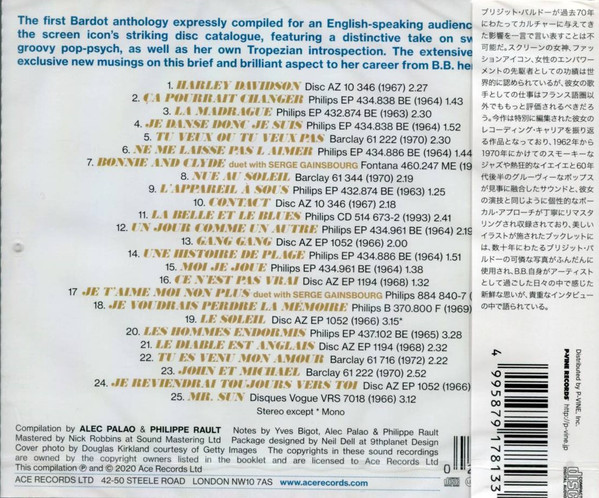 The first Bardot anthology expressly compiled for an English-speaking
the screen icon's striking disc catalogue, featuring a distinctive take on
groovy pop-psych, as well as her own Tropezian introspection. The extensive
exclusive new musings on this brief and brilliant aspect to her career from B.B.
1. HARLEY DAVIDSON Disc AZ 10 346 (1967) 2.27
2. ÇA POURRAIT CHANGER Philips EP 434.838 BE (1964) 1.43
3. LA MADRAGUE Philips EP 432.874 BE (1963) 2.30
4. JE DANSE DONC JE SUIS Philips EP 434.838 BE (1964) 1.52
5. TU VEUX OU TU VEUX PAS Barclay 61 222 (1970) 2.30
6. NE ME LAISSE PAS L AIMER Philips EP 434.886 BE (1964) 1.44
7. BONNIE AND CLYDE duet with SERGE GAINSBOURG Fontana 460.247 ME
8. NUE AU SOLEIL Barclay 61 344 (1970) 2.19
9. L'APPAREIL À SOUS Philips EP 432.874 BE (1963) 1.25
10. CONTACT Disc AZ 10 346 (1967) 2.18
11. LA BELLE ET LE BLUES Philips CD 514 673-2 (1993) 2.41
12. UN JOUR COMME UN AUTRE Philips EP 434.961 BE (1964)
13. GANG GANG Disc AZ EP 1052 (1966) 2.00
14. UNE HISTOIRE DE PLAGE Philips EP 434.886 BE (1964) 1.51
15. MOI JE JOUE Philips EP 434.961 BE (1964) 1.38
16. CE N'EST PAS VRAI Disc AZ EP 1194 (1968) 2.32
17 JE T'AIME MOI NON PLUS duet with SERGE GAINSBOURG Philips 884 840-7
18. JE VOUDRAIS PERDRE LA MÉMOIRE Philips B 370.800 F (1969)
19. LE SOLEIL Disc AZ EP 1052 (1966) 3.15*
20. LES HOMMES ENDORMIS Philips EP 437.102 BE (1965) 3.28
21. LE DIABLE EST ANGLAIS Disc AZ EP 1194 (1968) 2.32
22. TU ES VENU MON AMOUR Barclay 61 716 (1972) 2.22
23. JOHN ET MICHAEL Barclay 61 222 (1970) 2.52
24. JE REVIENDRAI TOUJOURS VERS TOI Disc AZ EP 1052 (1966)
25. MR. SUN Disques Vogue VRS 7018 (1966) 3.12
Stereo except * Mono
Compilation by ALEC PALAO & PHILIPPE RAULT Notes by Yves Bigot, Alec Palao & Philippe Rault
Mastered by Nick Robbins at Sound Mastering Ltd Package designed by Neil Dell at 9thplanet Design
Cover photo by Douglas Kirkland courtesy of Getty Images The copyrights in these sound recordings
are owned by the copyright owners listed in the booklet and are licensed to Ace Records Ltd
This compilation ℗ and © 2020 Ace Records Ltd
ACE RECORDS LTD 42-50 STEELE ROAD LONDON NW10 7AS www.acerecords.com
ブリジット・バルドーが過去70年
にわたってカルチャーに与えてき
た影響を一言で言い表すことは不
可能だ。スクリーンの女神、ファッ
ションアイコン、女性のエンパワー
メントの先駆者としての功績は世
界的に認められているが、彼女の歌
手としての仕事はフランス語圏以
外でももっと評価されるべきだろ
う。今作は特別に編集された彼女の
レコーディング・キャリアを振り返
る作品となっており、1962年から
1970年にかけてのスモーキーな
ジャズや熱狂的なイエイエと60年
代後半のグルーヴィーなポップス
が見事に融合したサウンドと、彼女
の演技と同じように個性的なボー
カル・アプローチが丁寧にリマスタ
リングされ収録されており、美しい
イラストが施されたブックレットに
は、数十年にわたるブリジット・バル
ドーの可憐な写真がふんだんに
使用され、B.B.自身がアーティスト
として過ごした日々の中で感じた
新鮮な思いが、貴重なインタビュー
の中で語られている。
Distributed by P-VINE, Inc.
P-VINE RECORDS http://p-vine.jp
4 995879 178133